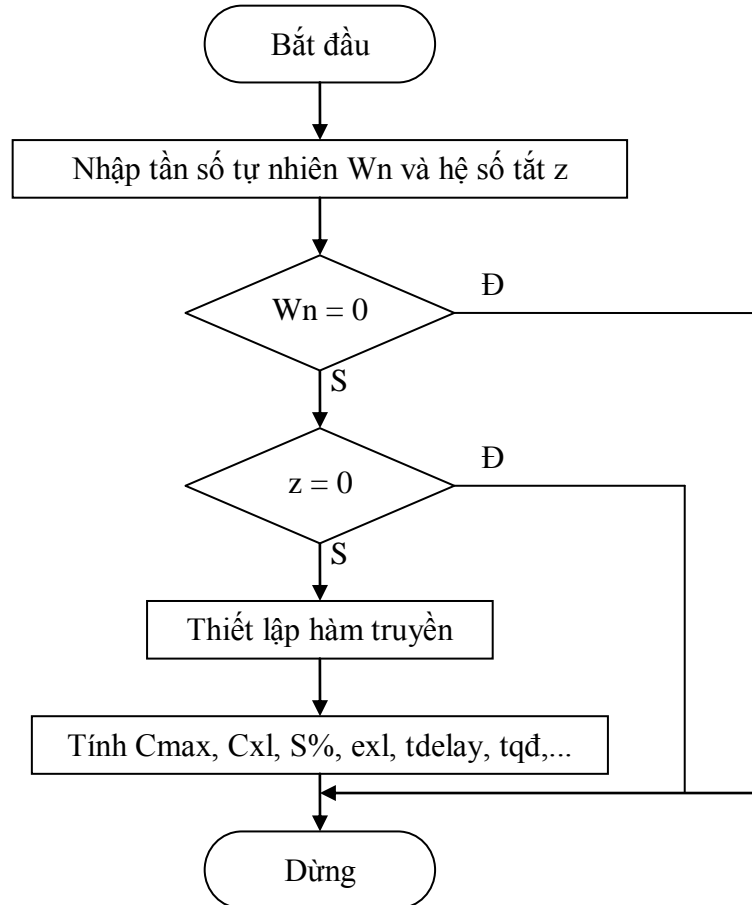 Bắt đầu
Nhập tần số tự nhiên Wn và hệ số tắt z
Wn = 0
Đ
S
z = 0
Đ
S
Thiết lập hàm truyền
Tính Cmax, Cxl, S%, exl, tdelay, tqđ,...
Dừng